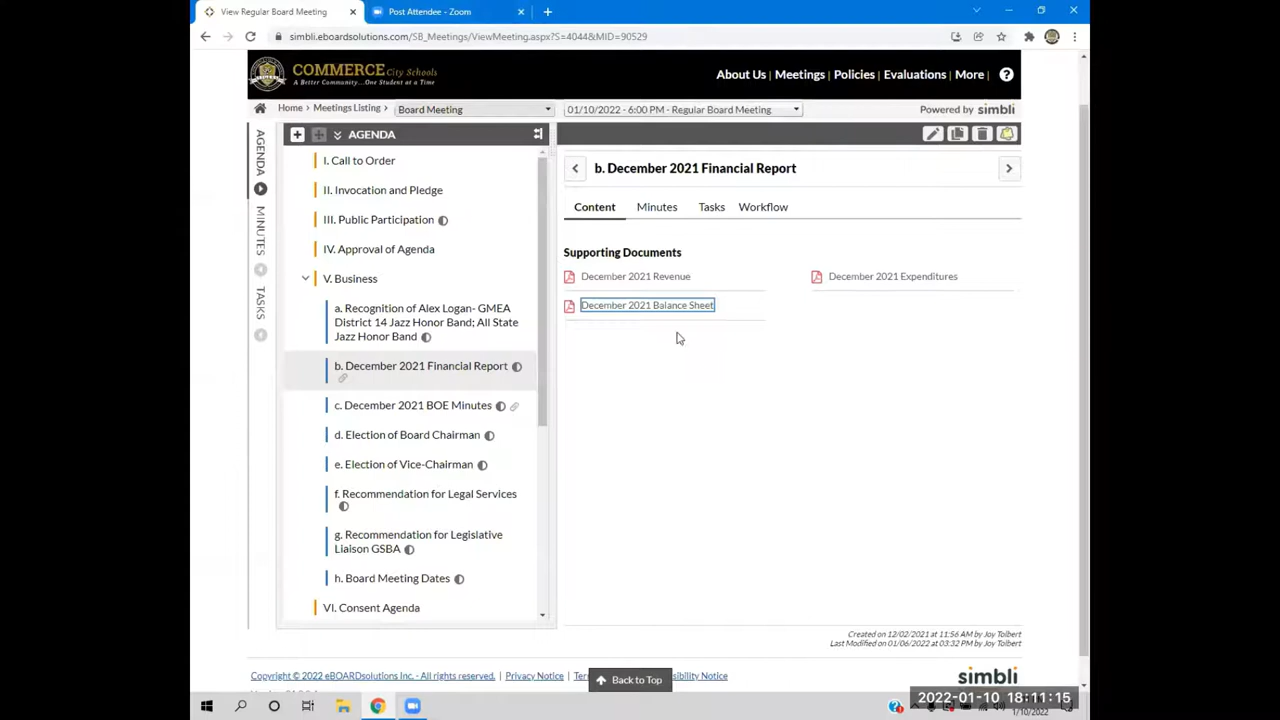 View Regular Board Meeting
Post Attendee - Zoom
simbli.eboardsolutions.com/SB_Meetings/ViewMeeting.aspx?S=4044&MID=90529
COMMERCE City Schools
A Better Community...One Student at a Time
About Us | Meetings | Policies | Evaluations | More |
Home › Meetings Listing › Board Meeting
01/10/2022 - 6:00 PM - Regular Board Meeting
Powered by simbli
AGENDA
MINUTES
TASKS
AGENDA
I. Call to Order
II. Invocation and Pledge
III. Public Participation
IV. Approval of Agenda
V. Business
a. Recognition of Alex Logan- GMEA
District 14 Jazz Honor Band; All State
Jazz Honor Band
b. December 2021 Financial Report
c. December 2021 BOE Minutes
d. Election of Board Chairman
e. Election of Vice-Chairman
f. Recommendation for Legal Services
g. Recommendation for Legislative
Liaison GSBA
h. Board Meeting Dates
VI. Consent Agenda
b. December 2021 Financial Report
Content Minutes Tasks Workflow
Supporting Documents
December 2021 Revenue
December 2021 Expenditures
December 2021 Balance Sheet
Created on 12/02/2021 at 11:56 AM by Joy Tolbert
Last Modified on 01/06/2022 at 03:32 PM by Joy Tolbert
Copyright © 2022 eBOARDsolutions Inc. - All rights reserved.
Privacy Notice
Back to Top
simbli
2022-01-10 18:11:15
1/10/2022